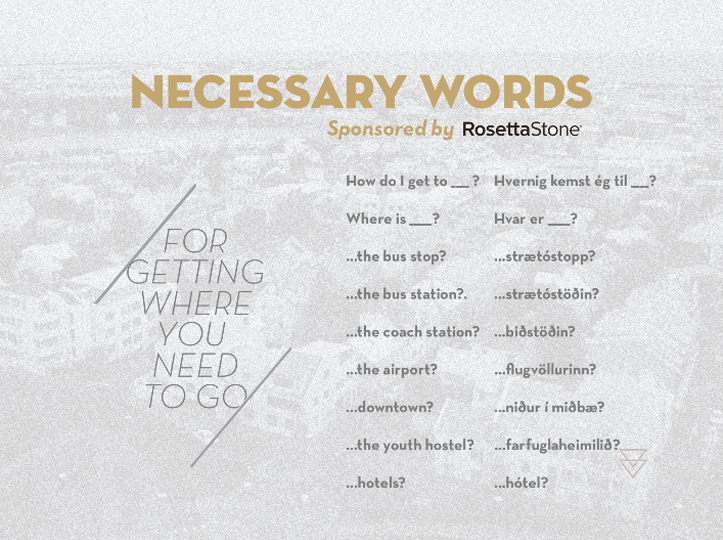 NECESSARY WORDS
Sponsored by RosettaStone
FOR
GETTING
WHERE
YOU
NEED
TO GO
How do I get to __ ? Hvernig kemst ég til __?
Where is ___? Hvar er ___?
...the bus stop? ...strætóstopp?
...the bus station?. ...strætóstöðin?
...the coach station? ...biðstöðin?
...the airport? ...flugvöllurinn?
...downtown? ...niður í miðbæ?
...the youth hostel? ...farfuglaheimilið?
...hotels? ...hótel?